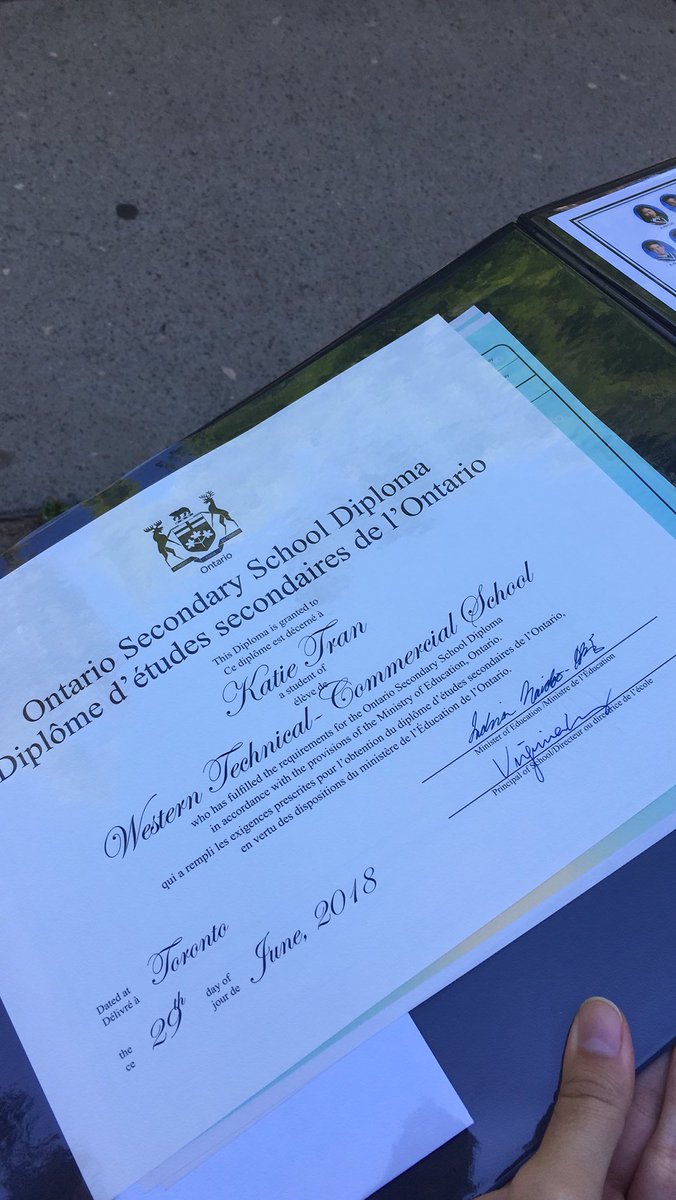 Ontario
Ontario Secondary School Diploma
Diplôme d'études secondaires de l'Ontario
This Diploma is granted to
Ce diplôme est décerné à
Katie Tran
a student of
élève de
Western Technical-Commercial School
who has fulfilled the requirements for the Ontario Secondary School Diploma
in accordance with the provisions of the Ministry of Education, Ontario.
qui a rempli les exigences prescrites pour l'obtention du diplôme d'études secondaires de l'Ontario,
en vertu des dispositions du ministère de l'Éducation de l'Ontario.
Minister of Education/Ministre de l'Éducation
Virginia
Principal of School/Directeur ou directrice de l'école
Dated at
Délivré à
Toronto
the
ce
29th
day of
jour de
June, 2018